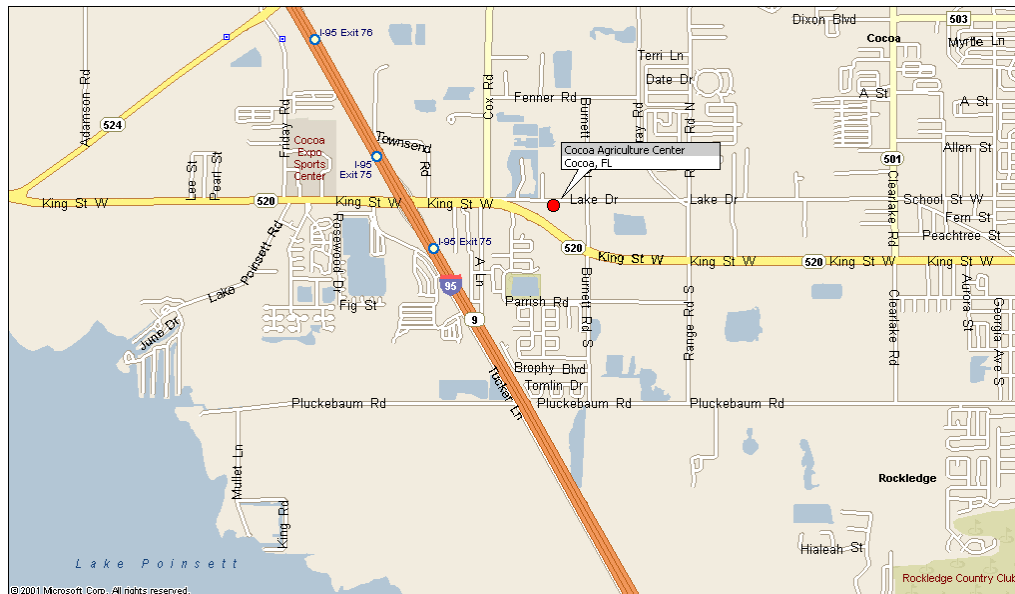 Dixon Blvd
503
I-95 Exit 76
Cocoa
Myrtle Ln
Terri Ln
Date Dr
Adamson Rd
Cox Rd
Fenner Rd
A St
A St
Friday Rd
Burnett
Rd N
524
Townsend
Rd
Cocoa
Expo
Sports
Center
Allen St
Cocoa Agriculture Center
Cocoa, FL
501
I-95
Exit 75
Lee St
Pearl St
Clearlake Rd
520
King St W
King St W
King St W
Lake Dr
Lake Dr
School St W
Fern St
Peachtree St
Lake Poinsett Rd
Rosewood Dr
I-95 Exit 75
520
King St W
King St W
520
King St W
King St W
A Ln
95
Fig St
Parrish Rd
Burnett Rd S
Range Rd S
Clearlake Rd
Aurora St
Georgia Ave S
June Dr
9
Brophy Blvd
Tomlin Dr
Tucker Ln
Pluckebaum Rd
Pluckebaum Rd
Pluckebaum Rd
Mullet Ln
Rockledge
King Rd
Hialeah St
Lake Poinsett
Rockledge Country Club
© 2001 Microsoft Corp. All rights reserved.